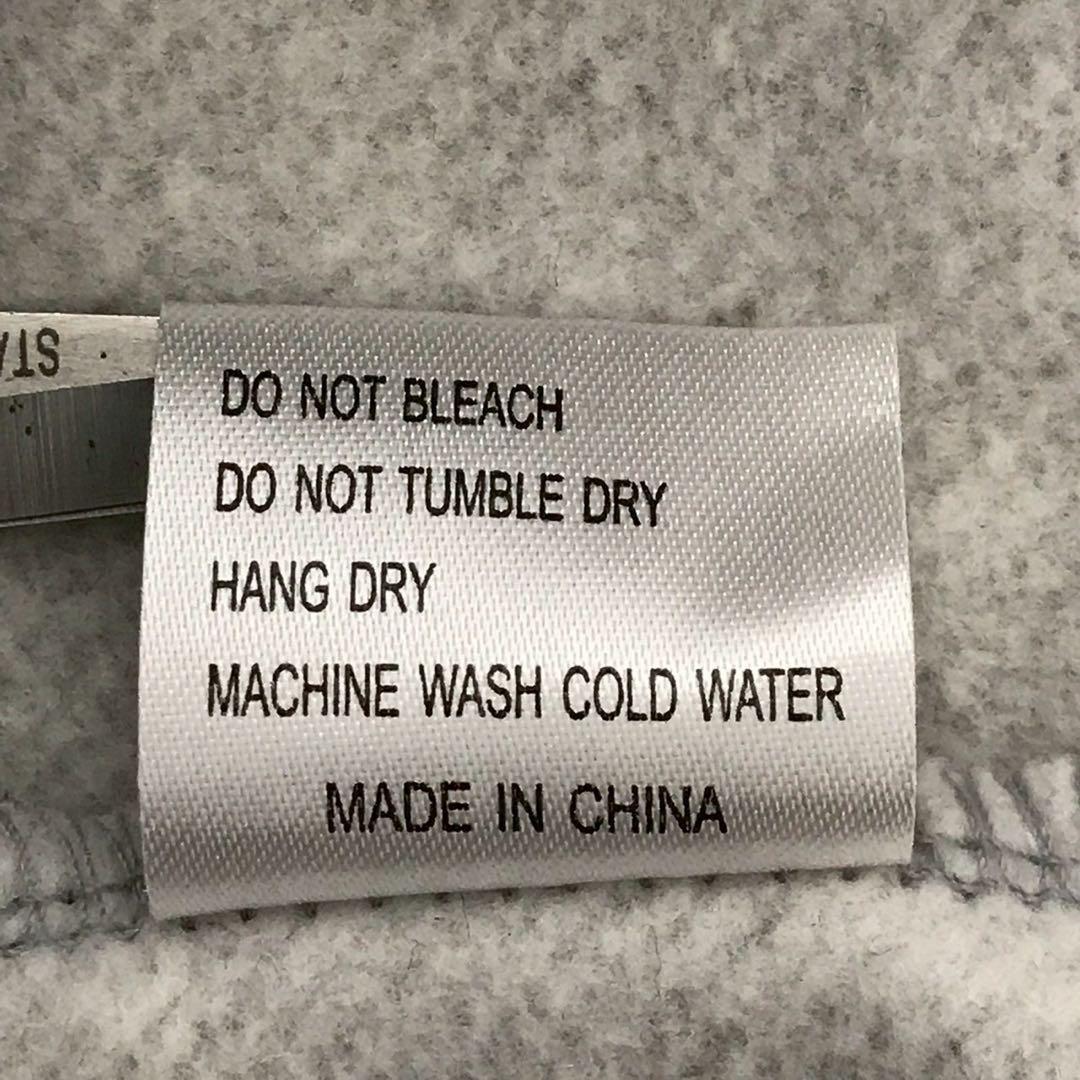 DO NOT BLEACH
DO NOT TUMBLE DRY
HANG DRY
MACHINE WASH COLD WATER
MADE IN CHINA